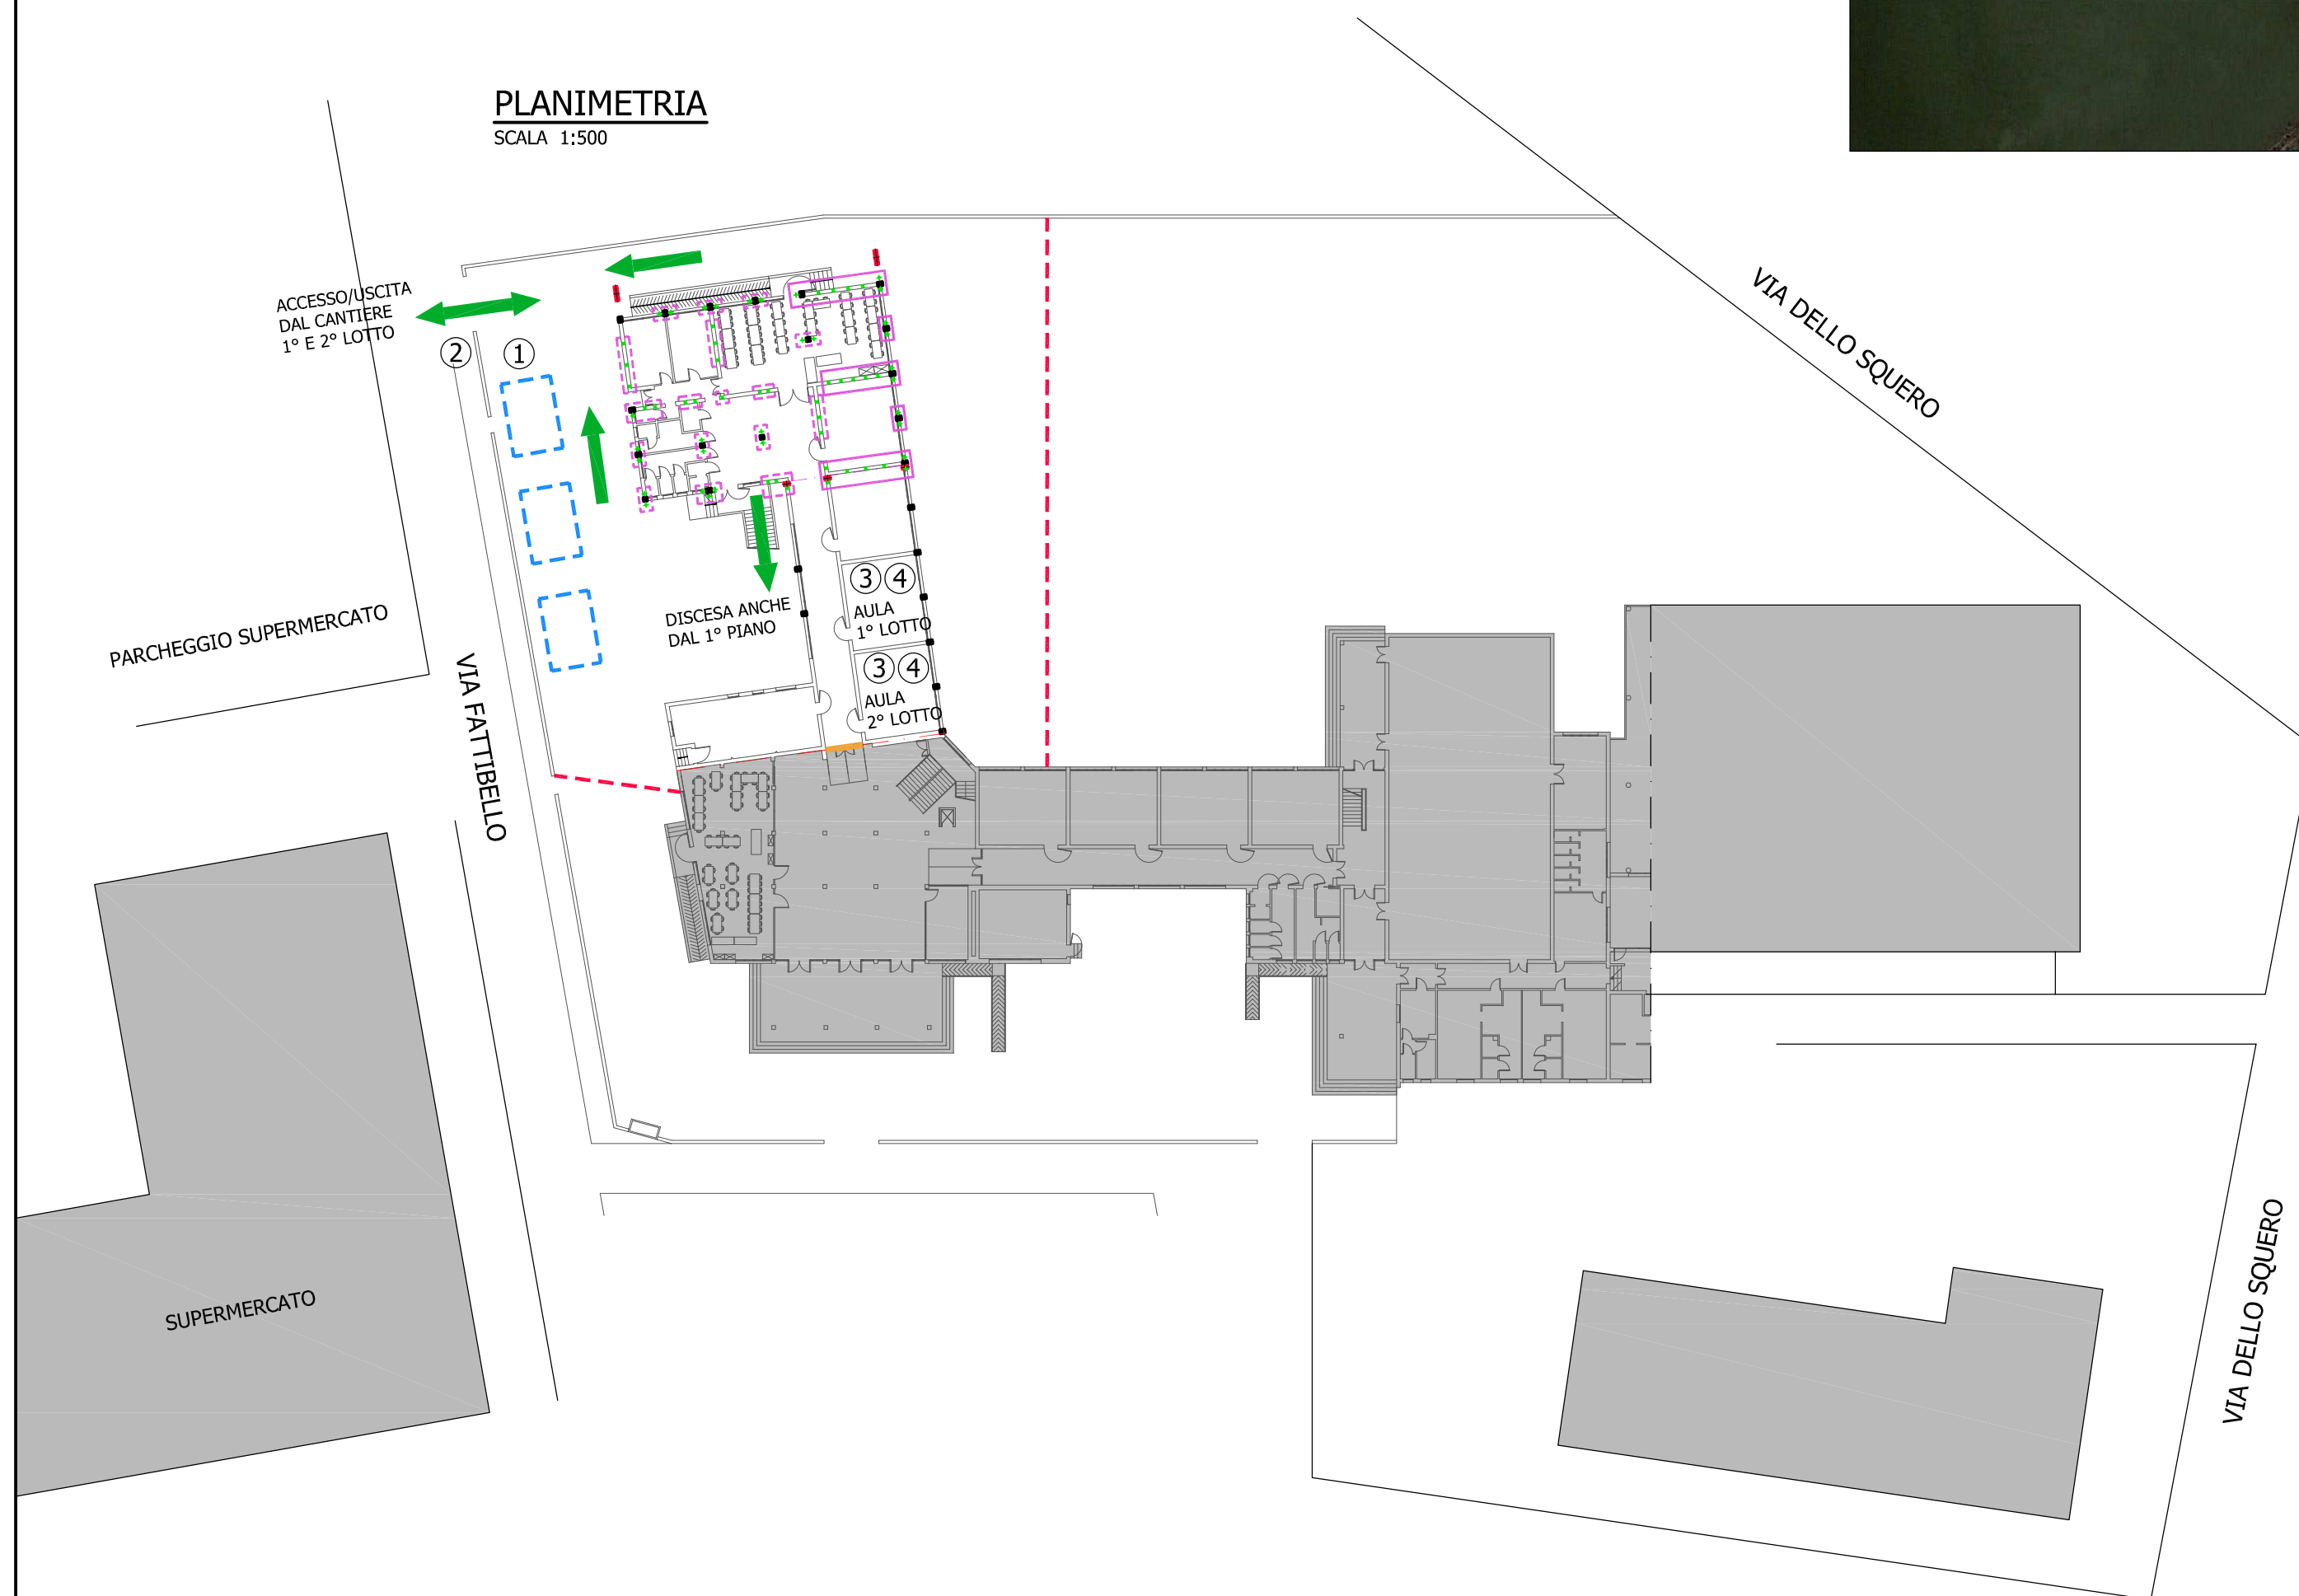 PLANIMETRIA
SCALA 1:500
ACCESSO/USCITA
DAL CANTIERE
1° E 2° LOTTO
2
1
VIA DELLO SQUERO
3 4
AULA
1° LOTTO
DISCESA ANCHE
DAL 1° PIANO
PARCHEGGIO SUPERMERCATO
3 4
AULA
2° LOTTO
VIA FATTIBELLO
SUPERMERCATO
VIA DELLO SQUERO